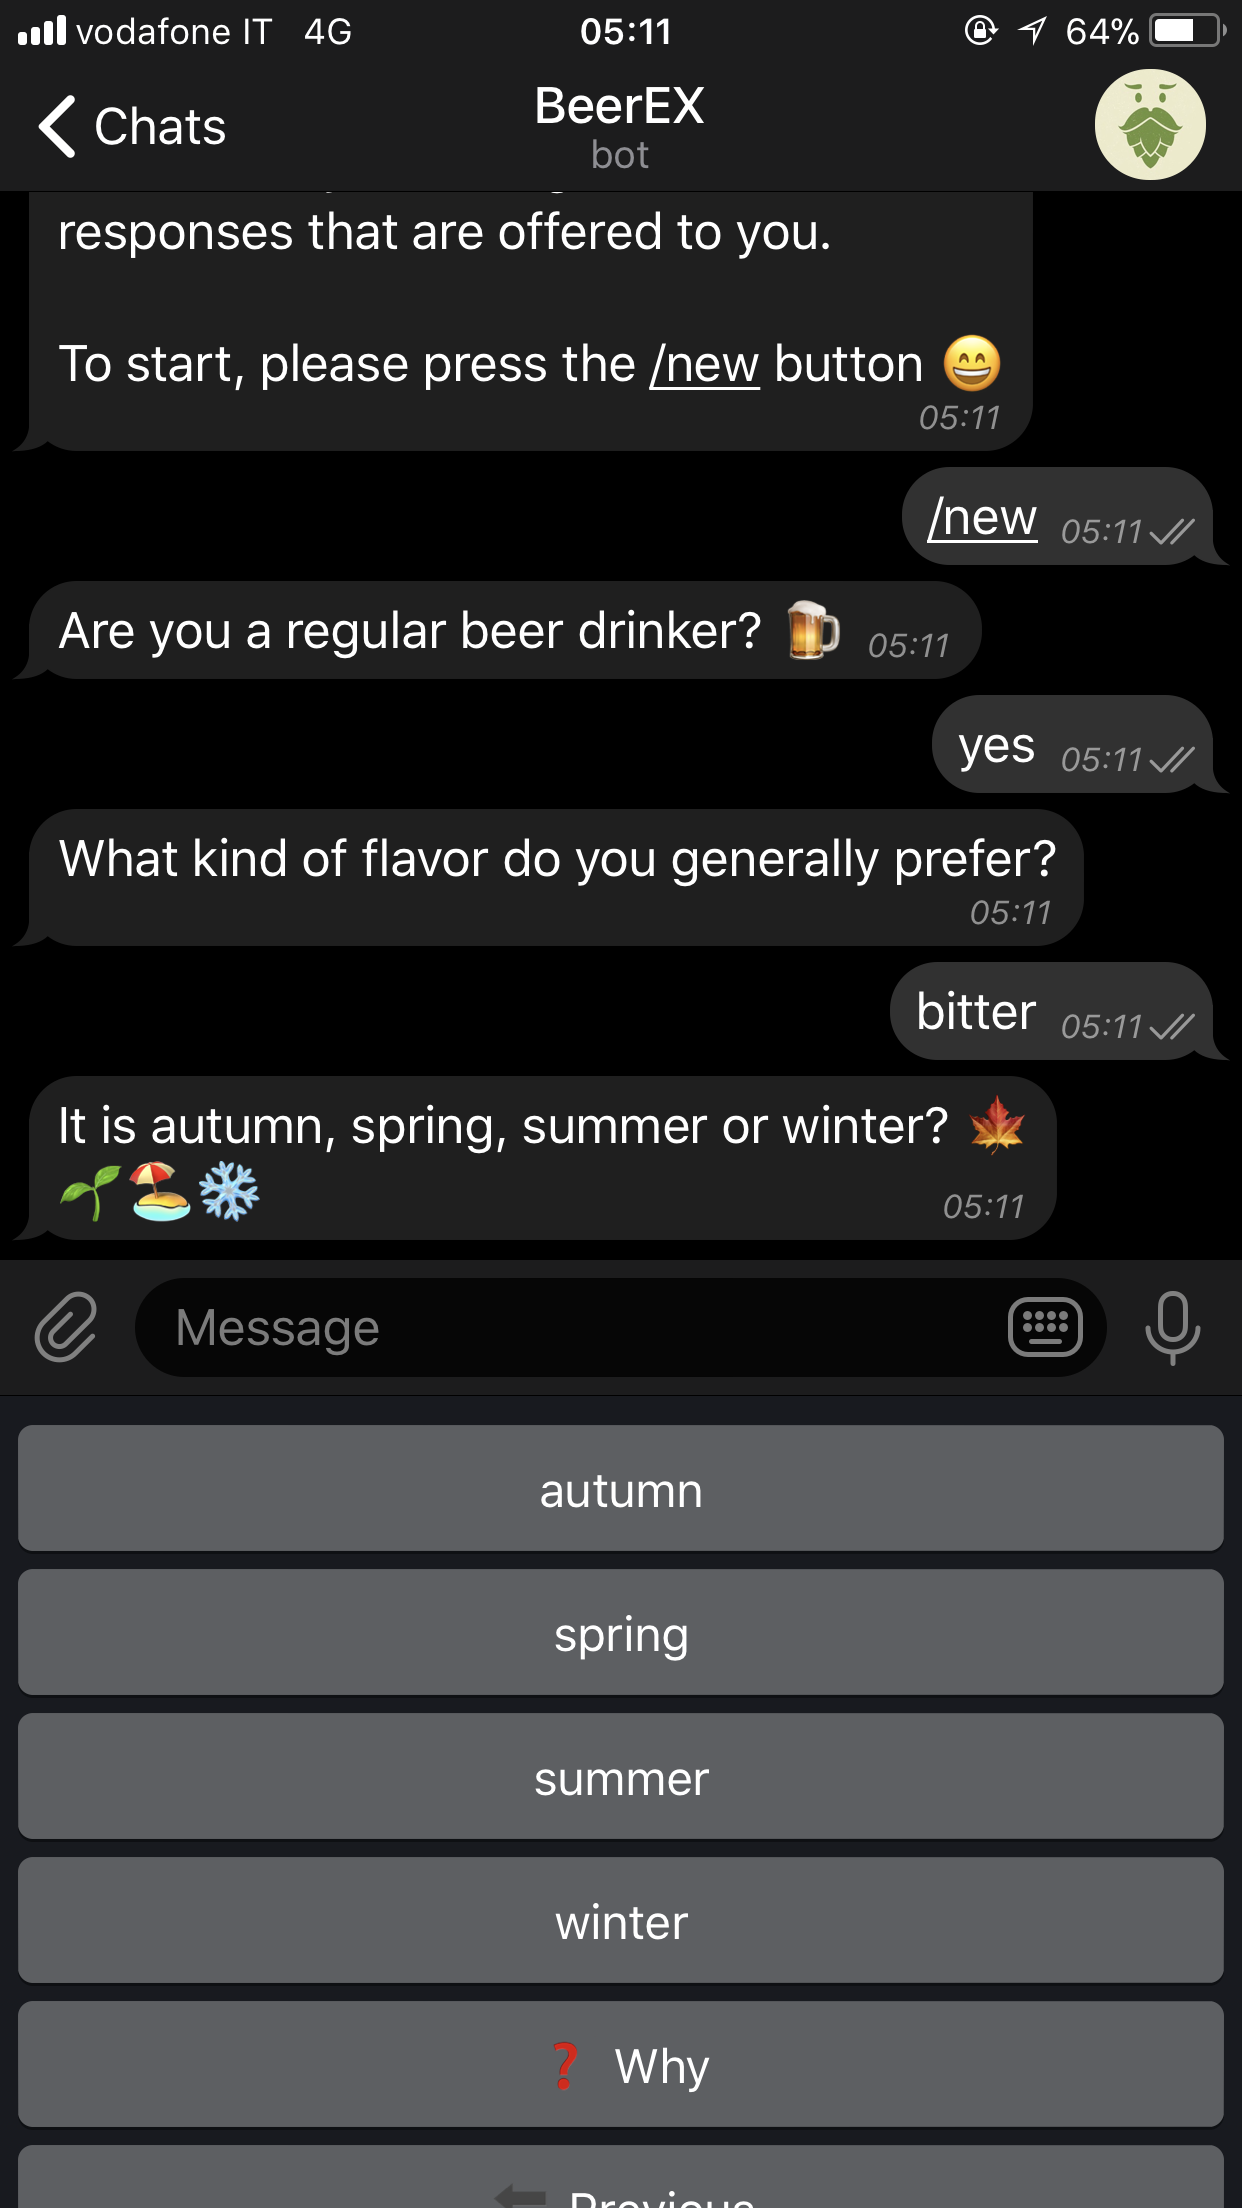 vodafone IT 4G 05:11 64%
Chats
BeerEX
bot
responses that are offered to you.
To start, please press the /new button 😄
05:11
/new 05:11
Are you a regular beer drinker? 🍺 05:11
yes 05:11
What kind of flavor do you generally prefer?
05:11
bitter 05:11
It is autumn, spring, summer or winter? 🍁
🌱🏖❄️ 05:11
Message
autumn
spring
summer
winter
❓ Why
⬅ Previous